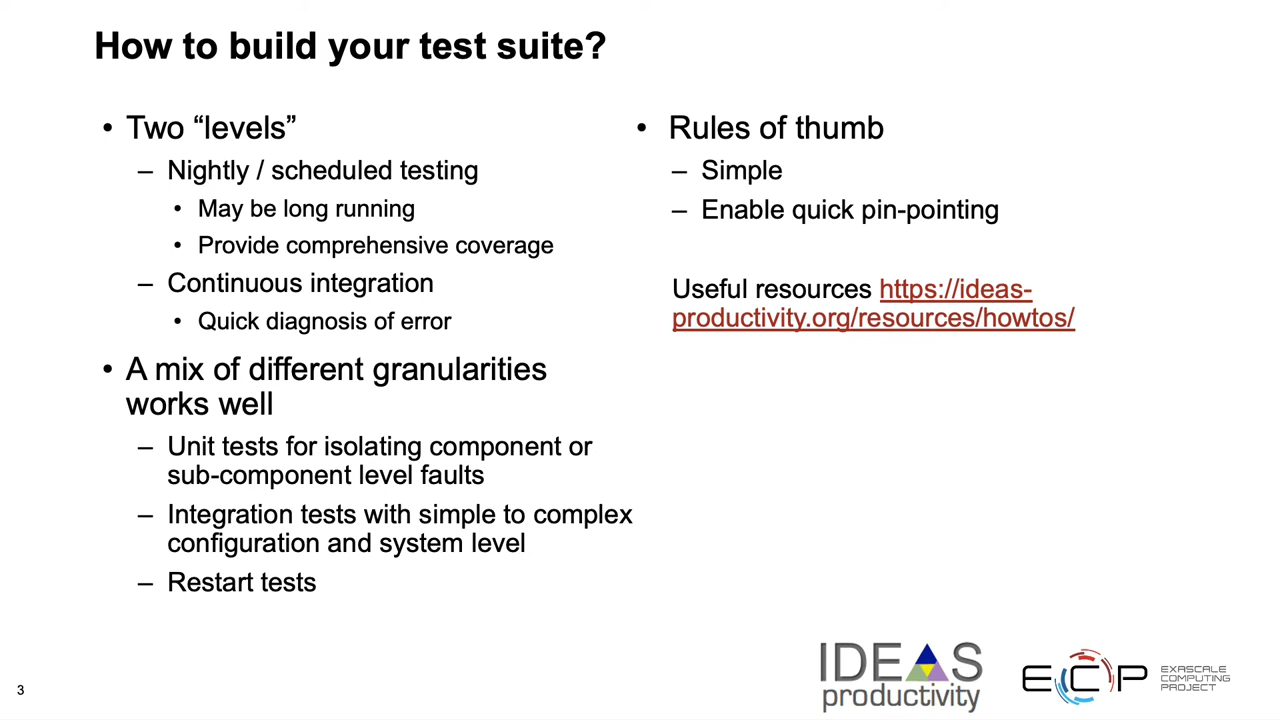 How to build your test suite?
• Two “levels”
– Nightly / scheduled testing
• May be long running
• Provide comprehensive coverage
– Continuous integration
• Quick diagnosis of error
• A mix of different granularities
works well
– Unit tests for isolating component or
sub-component level faults
– Integration tests with simple to complex
configuration and system level
– Restart tests
• Rules of thumb
– Simple
– Enable quick pin-pointing
Useful resources https://ideas-
productivity.org/resources/howtos/
3
IDEAS
productivity
ECP
EXASCALE
COMPUTING
PROJECT